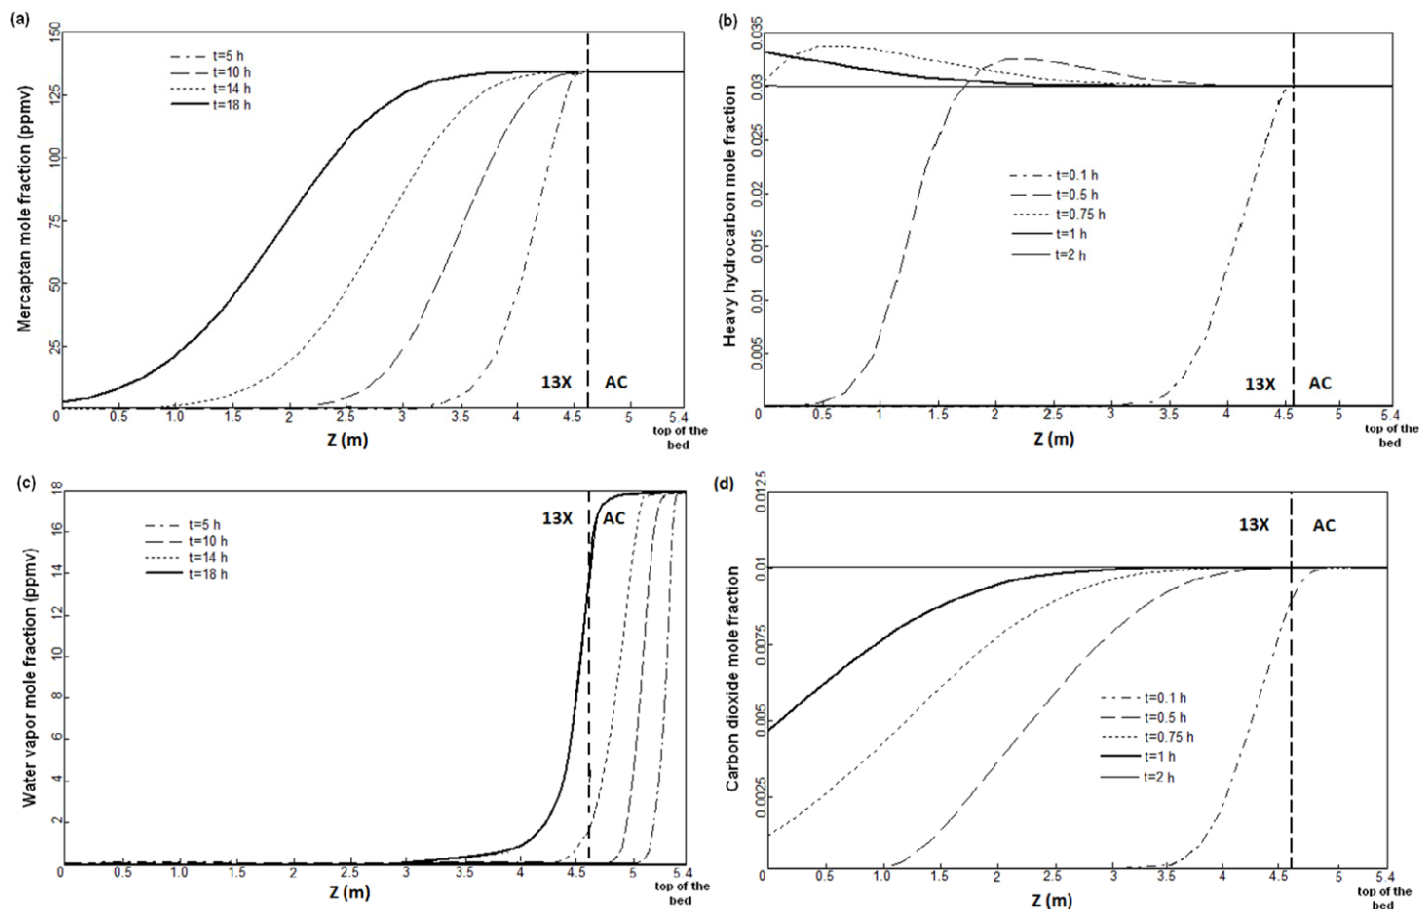 (a)
Mercaptan mole fraction (ppmv)
150
125
100
75
50
25
t=5 h
t=10 h
t=14 h
t=18 h
13X
AC
0
0.5
1.0
1.5
2
2.5
3
3.5
4
4.5
5
5.4
Z (m)
top of the
bed
(b)
Heavy hydrocarbon mole fraction
0.035
0.03
0.025
0.02
0.015
0.01
0.005
t=0.1 h
t=0.5 h
t=0.75 h
t=1 h
t=2 h
13X
AC
0
0.5
1
1.5
2
2.5
3
3.5
4
4.5
5
5.4
Z (m)
top of the
bed
(c)
Water vapor mole fraction (ppmv)
18
16
14
12
10
8
6
4
2
t=5 h
t=10 h
t=14 h
t=18 h
13X
AC
0
0.5
1.0
1.5
2
2.5
3
3.5
4
4.5
5
5.4
Z (m)
top of the
bed
(d)
Carbon dioxide mole fraction
0.0125
0.01
0.0075
0.005
0.0025
t=0.1 h
t=0.5 h
t=0.75 h
t=1 h
t=2 h
13X
AC
0
0.5
1.0
1.5
2
2.5
3
3.5
4
4.5
5
5.4
Z (m)
top of the
bed